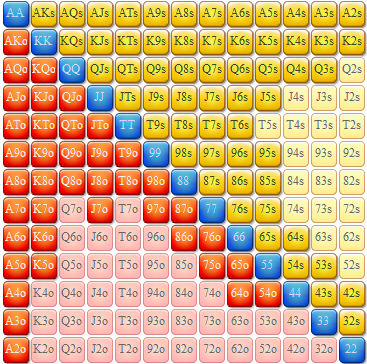 AA AKs AQs AJs ATs A9s A8s A7s A6s A5s A4s A3s A2s
AKo KK KQs KJs KTs K9s K8s K7s K6s K5s K4s K3s K2s
AQo KQo QQ QJs QTs Q9s Q8s Q7s Q6s Q5s Q4s Q3s Q2s
AJo KJo QJo JJ JTs J9s J8s J7s J6s J5s J4s J3s J2s
ATo KTo QTo JTo TT T9s T8s T7s T6s T5s T4s T3s T2s
A9o K9o Q9o J9o T9o 99 98s 97s 96s 95s 94s 93s 92s
A8o K8o Q8o J8o T8o 98o 88 87s 86s 85s 84s 83s 82s
A7o K7o Q7o J7o T7o 97o 87o 77 76s 75s 74s 73s 72s
A6o K6o Q6o J6o T6o 96o 86o 76o 66 65s 64s 63s 62s
A5o K5o Q5o J5o T5o 95o 85o 75o 65o 55 54s 53s 52s
A4o K4o Q4o J4o T4o 94o 84o 74o 64o 54o 44 43s 42s
A3o K3o Q3o J3o T3o 93o 83o 73o 63o 53o 43o 33 32s
A2o K2o Q2o J2o T2o 92o 82o 72o 62o 52o 42o 32o 22